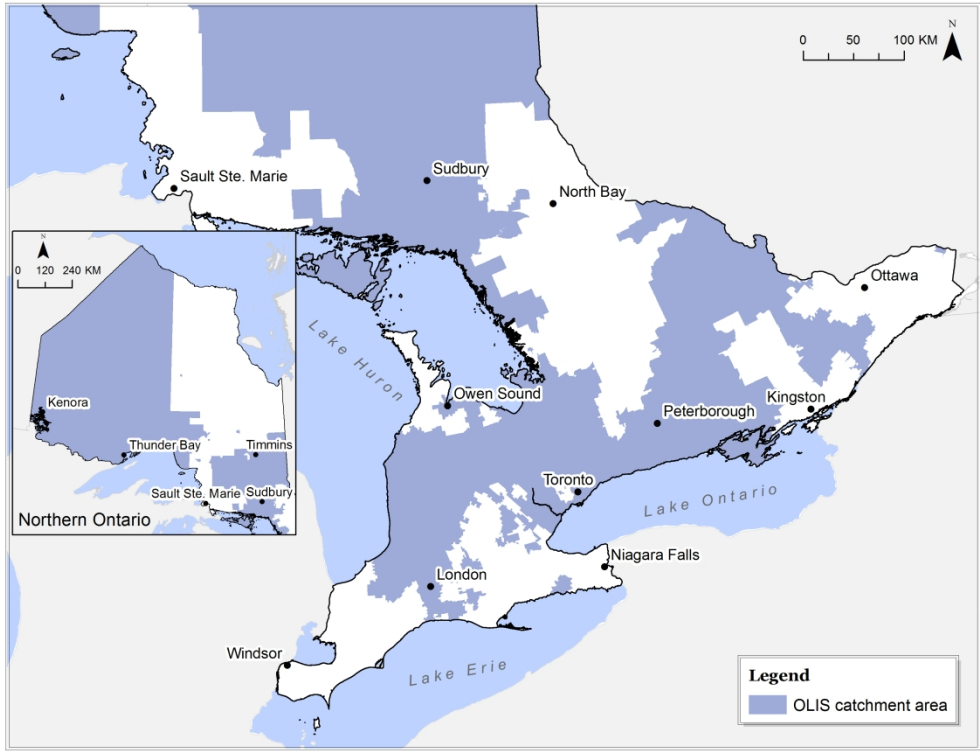 N
0 50 100 KM
Sudbury
Sault Ste. Marie
North Bay
N
0 120 240 KM
Ottawa
Lake Huron
Owen Sound
Kingston
Kenora
Peterborough
Thunder Bay
Timmins
Toronto
Sault Ste. Marie
Sudbury
Lake Ontario
Northern Ontario
Niagara Falls
London
Windsor
Lake Erie
Legend
OLIS catchment area